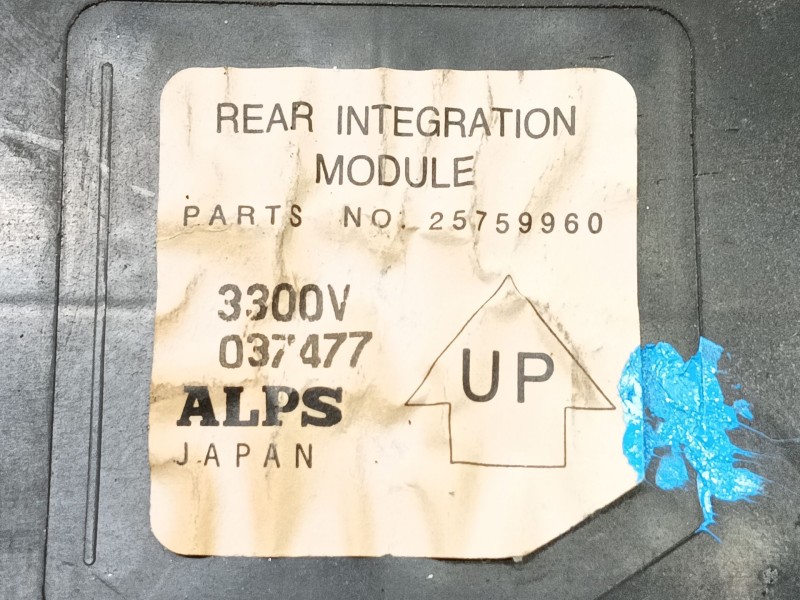 REAR INTEGRATION
MODULE
PARTS NO. 25759960
3300V
037477
ALPS
JAPAN
UP